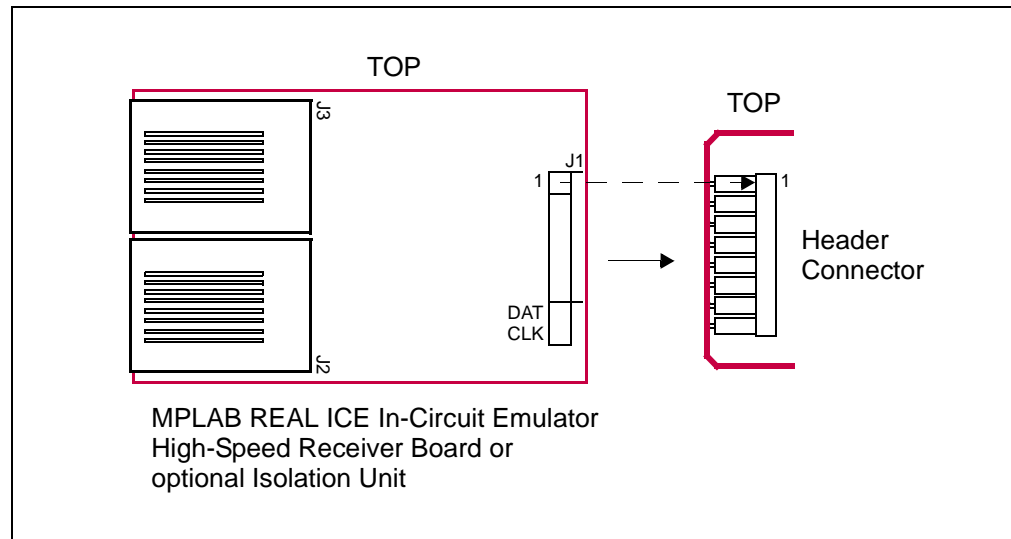 TOP
TOP
J3
J1
1
1
Header
Connector
DAT
CLK
J2
MPLAB REAL ICE In-Circuit Emulator
High-Speed Receiver Board or
optional Isolation Unit